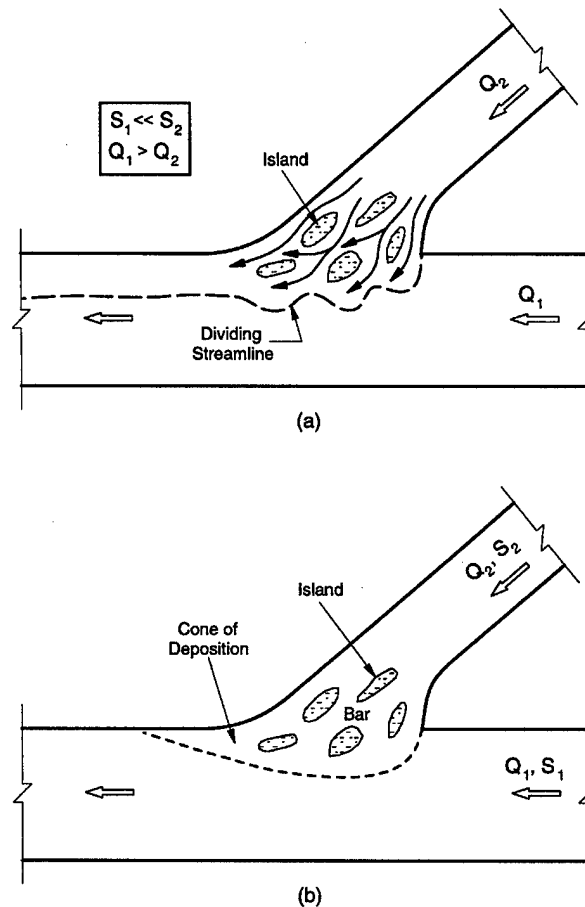 Q₂
S₁ << S₂
Q₁ > Q₂
Island
Q₁
Dividing
Streamline
(a)
Q₂, S₂
Island
Cone of
Deposition
Bar
Q₁, S₁
(b)